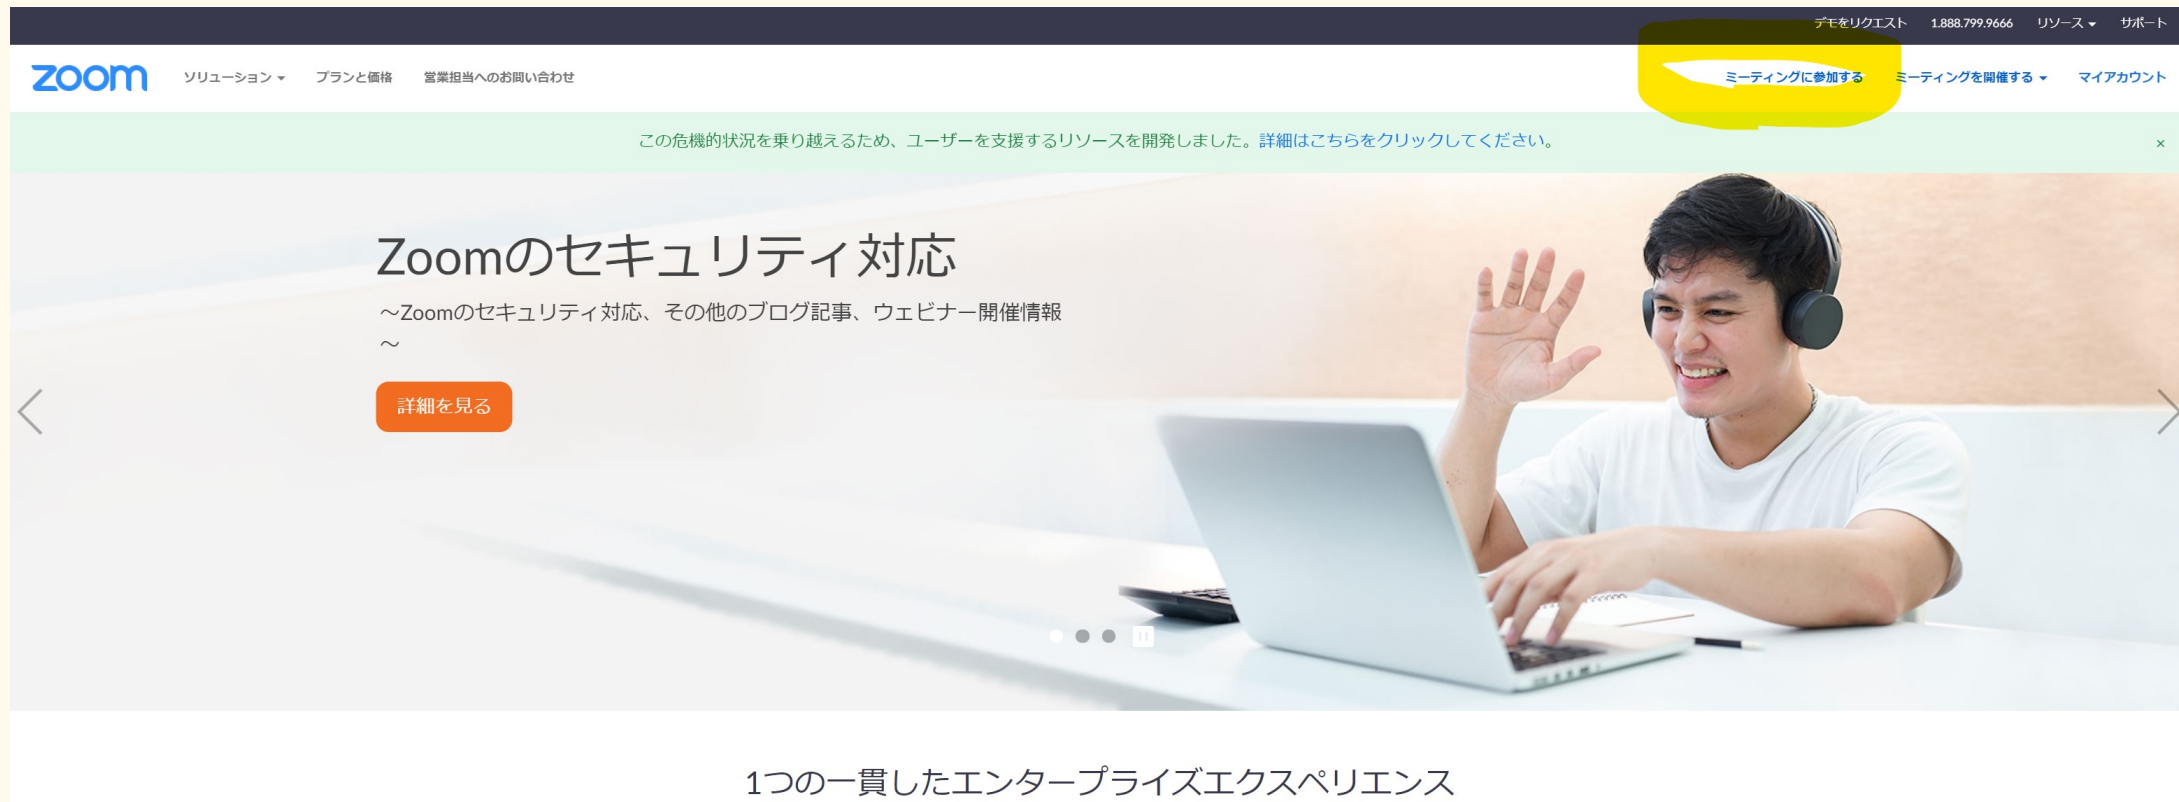 デモをリクエスト 1.888.799.9666 リソース サポート
zoom ソリューション プランと価格 営業担当へのお問い合わせ ミーティングに参加する ミーティングを開催する マイアカウント
この危機的状況を乗り越えるため、ユーザーを支援するリソースを開発しました。詳細はこちらをクリックしてください。 ×
Zoomのセキュリティ対応
～Zoomのセキュリティ対応、その他のブログ記事、ウェビナー開催情報
～
詳細を見る
1つの一貫したエンタープライズエクスペリエンス